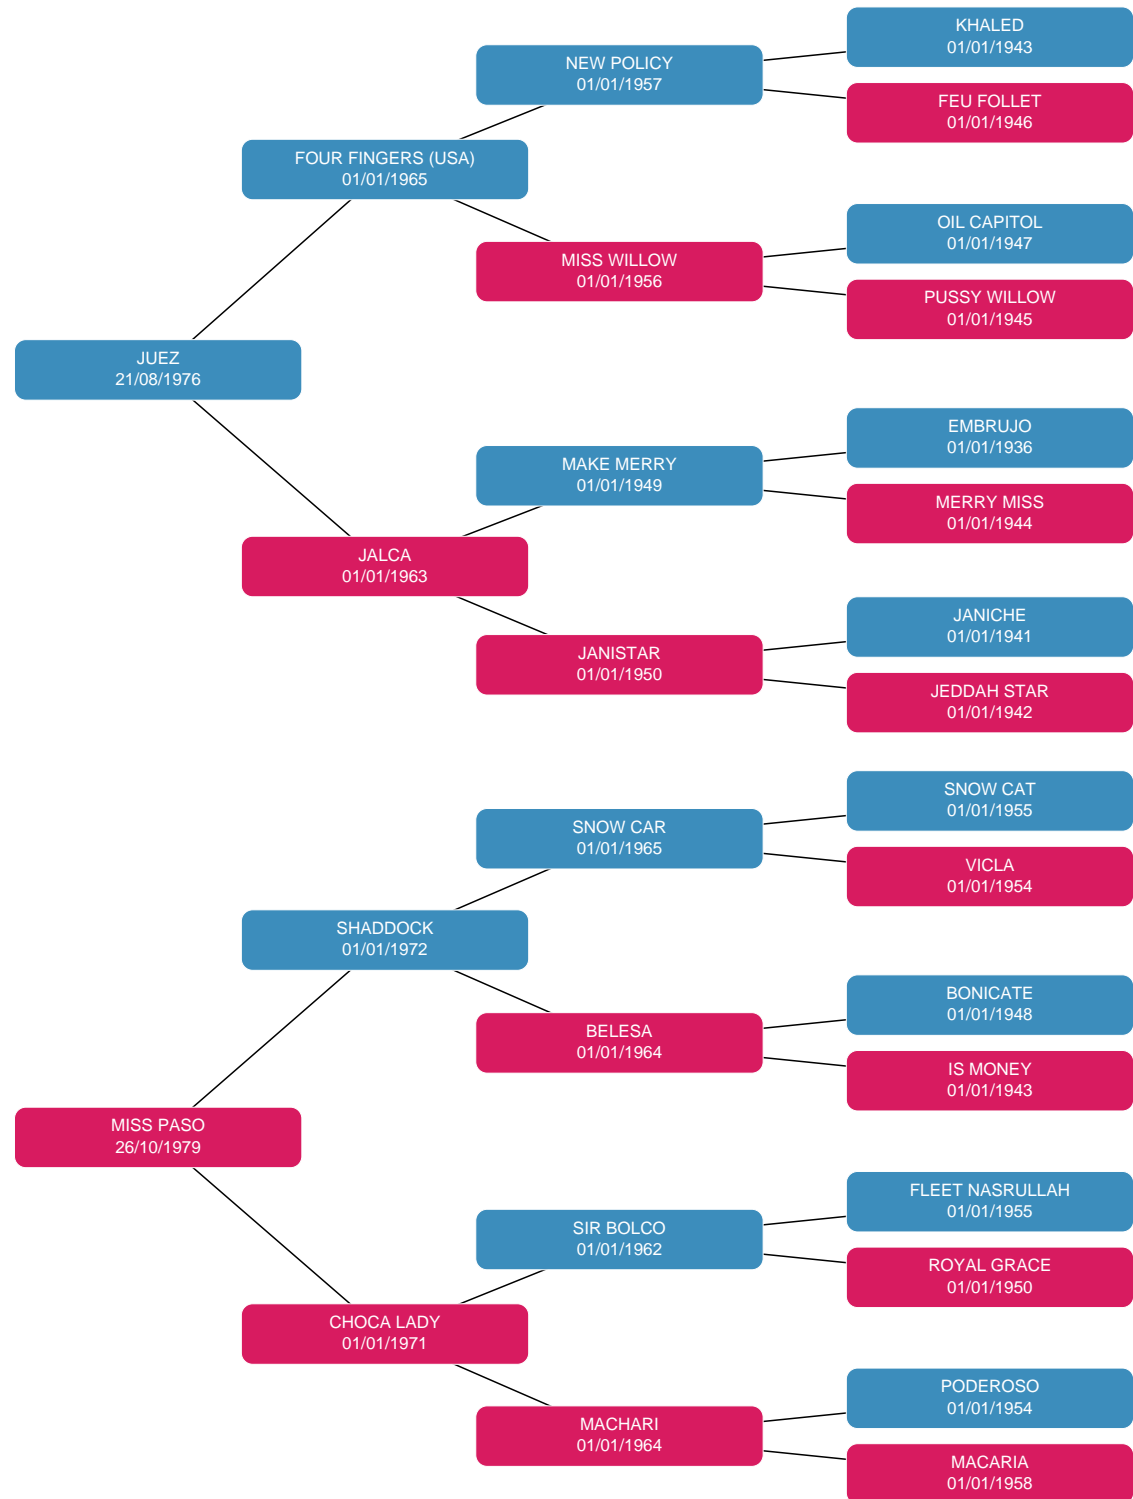 KHALED
01/01/1943
NEW POLICY
01/01/1957
FEU FOLLET
01/01/1946
FOUR FINGERS (USA)
01/01/1965
OIL CAPITOL
01/01/1947
MISS WILLOW
01/01/1956
PUSSY WILLOW
01/01/1945
JUEZ
21/08/1976
EMBRUJO
01/01/1936
MAKE MERRY
01/01/1949
MERRY MISS
01/01/1944
JALCA
01/01/1963
JANICHE
01/01/1941
JANISTAR
01/01/1950
JEDDAH STAR
01/01/1942
SNOW CAT
01/01/1955
SNOW CAR
01/01/1965
VICLA
01/01/1954
SHADDOCK
01/01/1972
BONICATE
01/01/1948
BELESA
01/01/1964
IS MONEY
01/01/1943
MISS PASO
26/10/1979
FLEET NASRULLAH
01/01/1955
SIR BOLCO
01/01/1962
ROYAL GRACE
01/01/1950
CHOCA LADY
01/01/1971
PODEROSO
01/01/1954
MACHARI
01/01/1964
MACARIA
01/01/1958